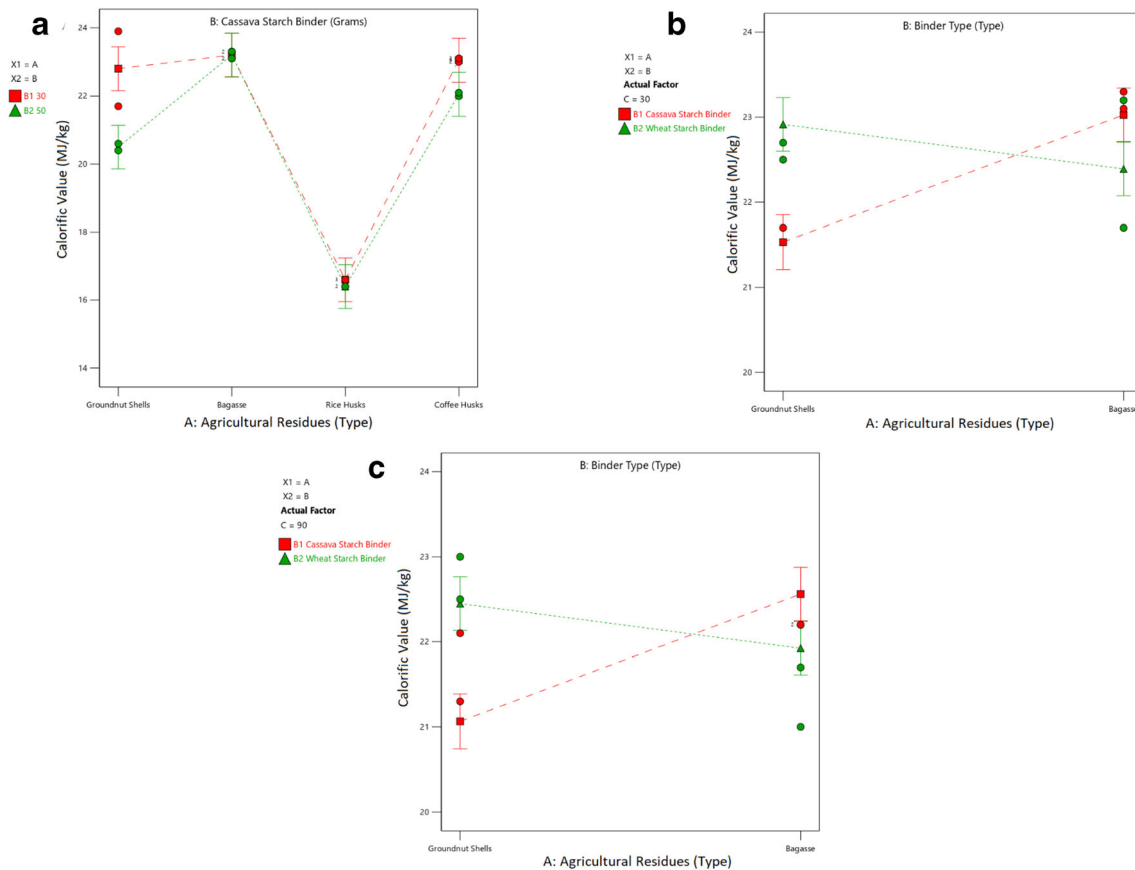 a
B: Cassava Starch Binder (Grams)
X1 = A
X2 = B
B1 30
B2 50
Calorific Value (MJ/kg)
24
22
20
18
16
14
Groundnut Shells
Bagasse
Rice Husks
Coffee Husks
A: Agricultural Residues (Type)
b
B: Binder Type (Type)
X1 = A
X2 = B
Actual Factor
C = 30
B1 Cassava Starch Binder
B2 Wheat Starch Binder
Calorific Value (MJ/kg)
24
23
22
21
20
Groundnut Shells
Bagasse
A: Agricultural Residues (Type)
c
B: Binder Type (Type)
X1 = A
X2 = B
Actual Factor
C = 90
B1 Cassava Starch Binder
B2 Wheat Starch Binder
Calorific Value (MJ/kg)
24
23
22
21
20
Groundnut Shells
Bagasse
A: Agricultural Residues (Type)